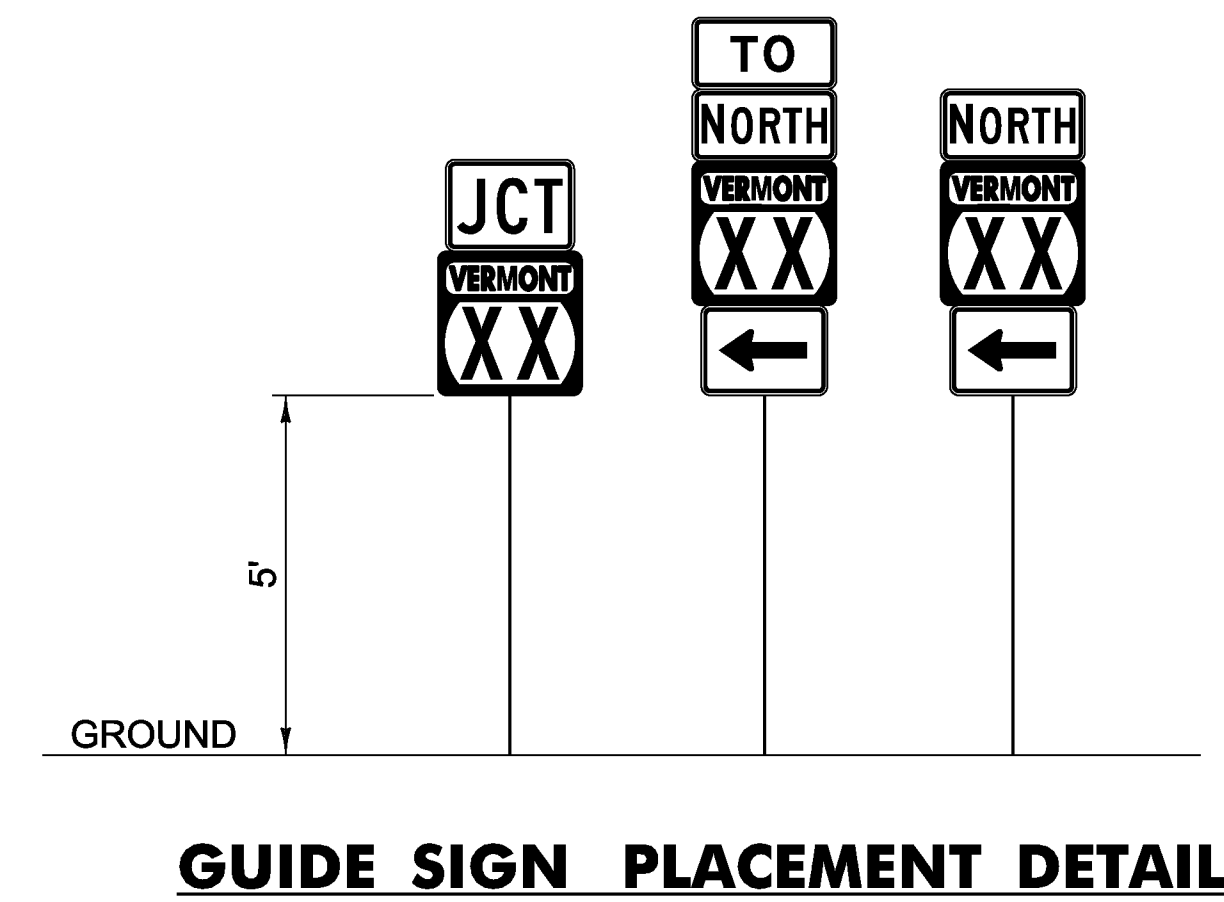 JCT
VERMONT
XX
TO
NORTH
VERMONT
XX
NORTH
VERMONT
XX
5'
GROUND
GUIDE SIGN PLACEMENT DETAIL